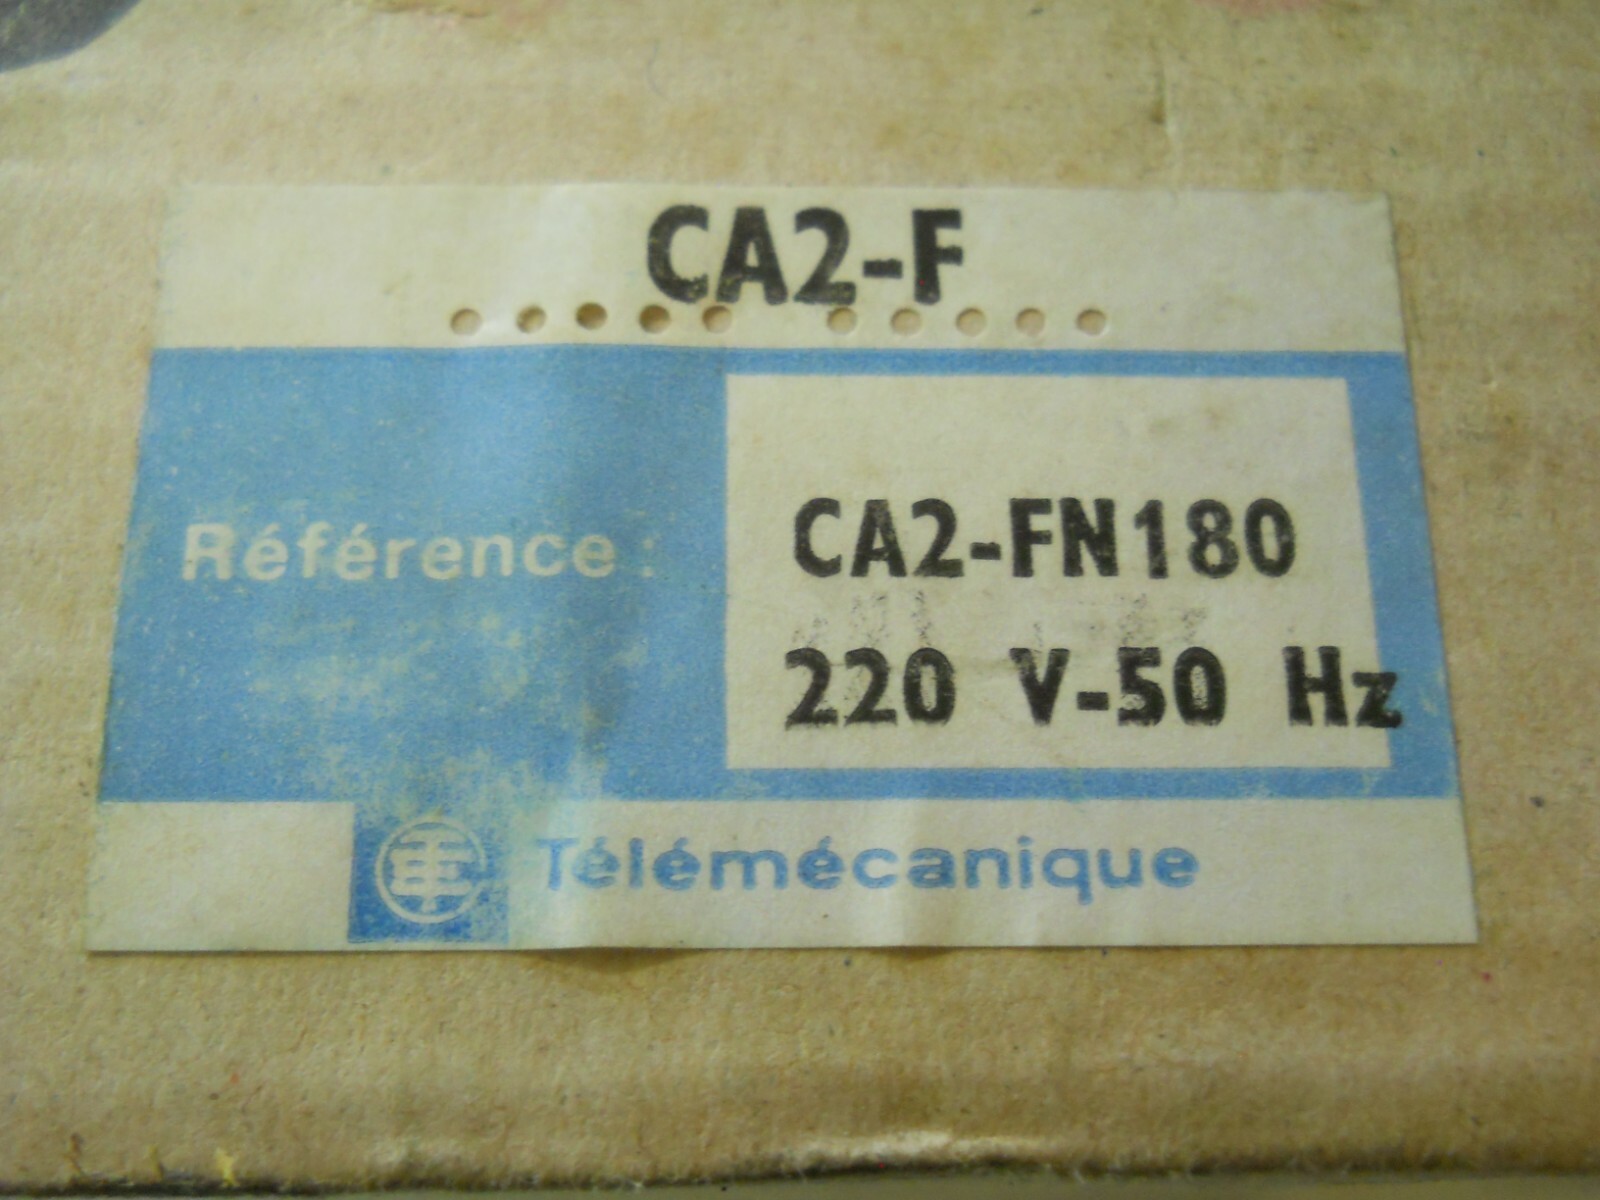 CA2-F
Référence :
CA2-FN180
220 V-50 Hz
Télémécanique